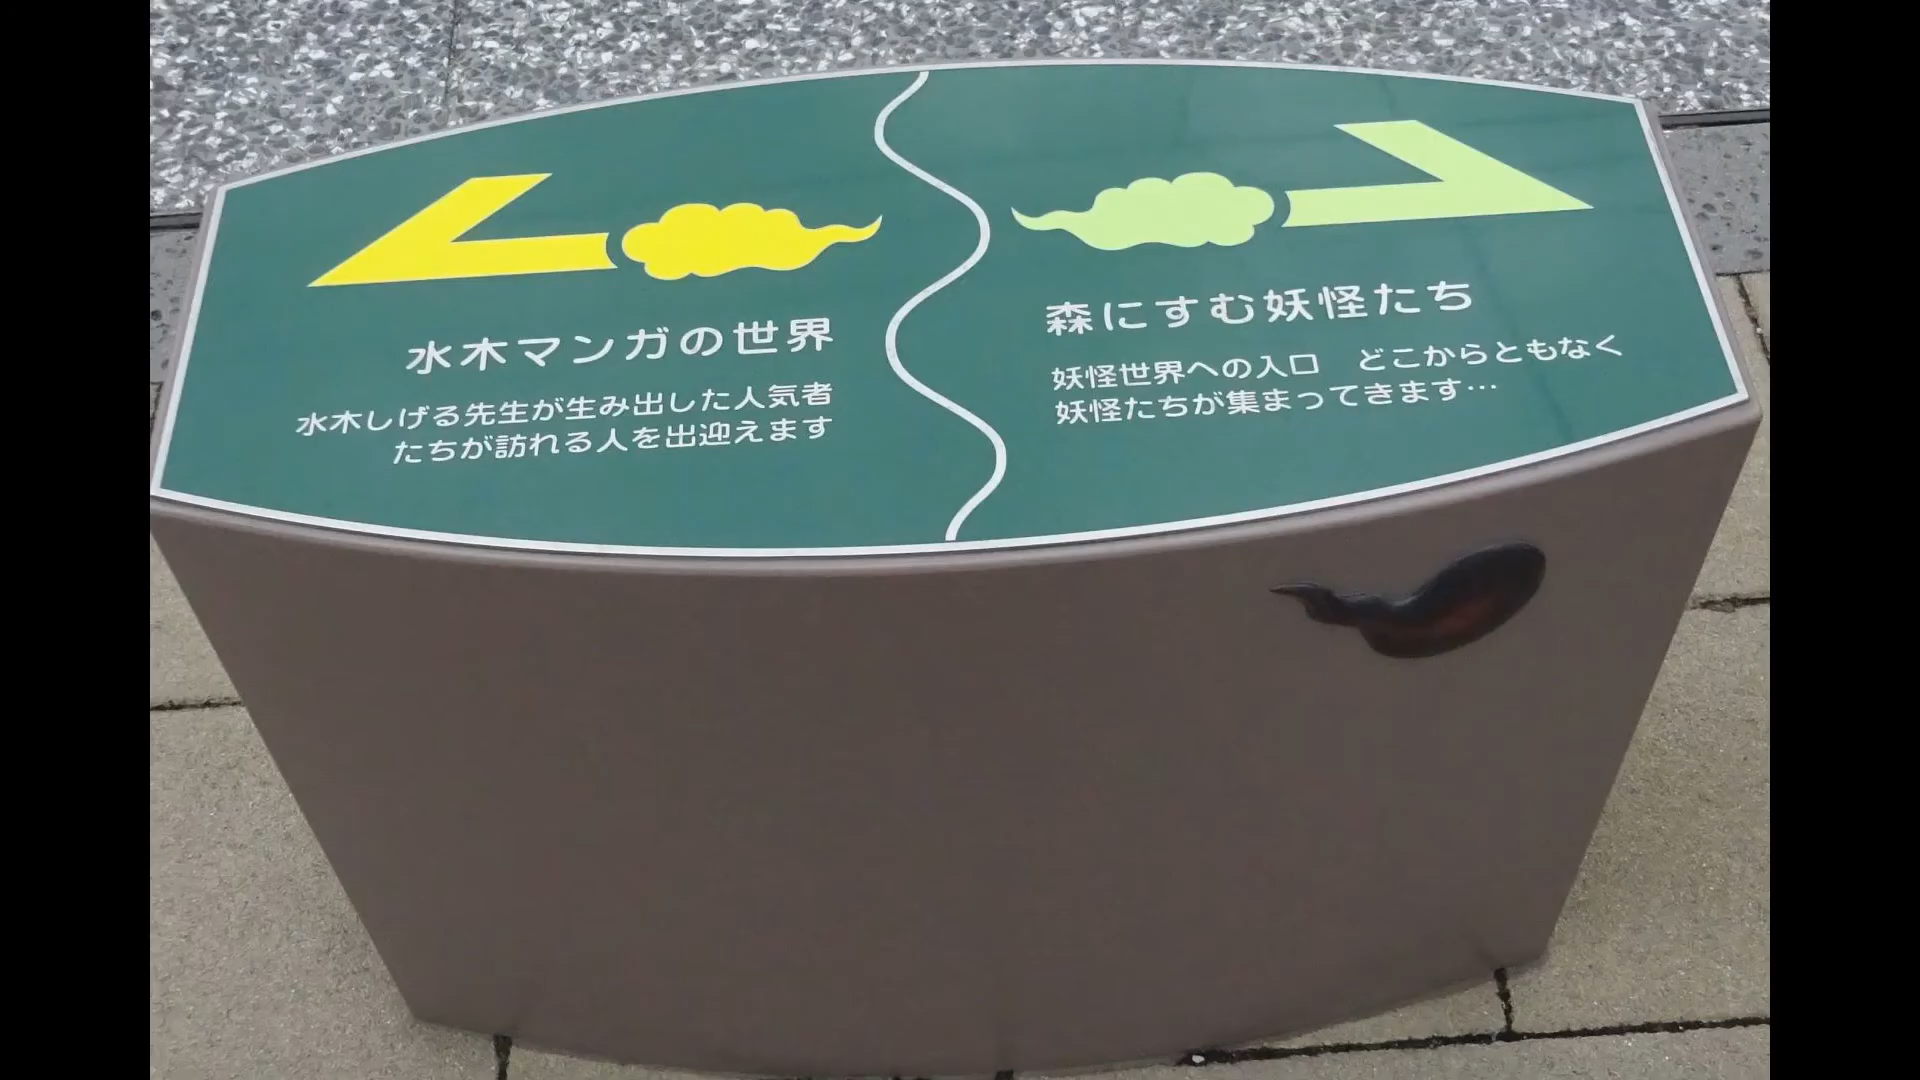 水木マンガの世界
水木しげる先生が生み出した人気者
たちが訪れる人を出迎えます
森にすむ妖怪たち
妖怪世界への入口　どこからともなく
妖怪たちが集まってきます…